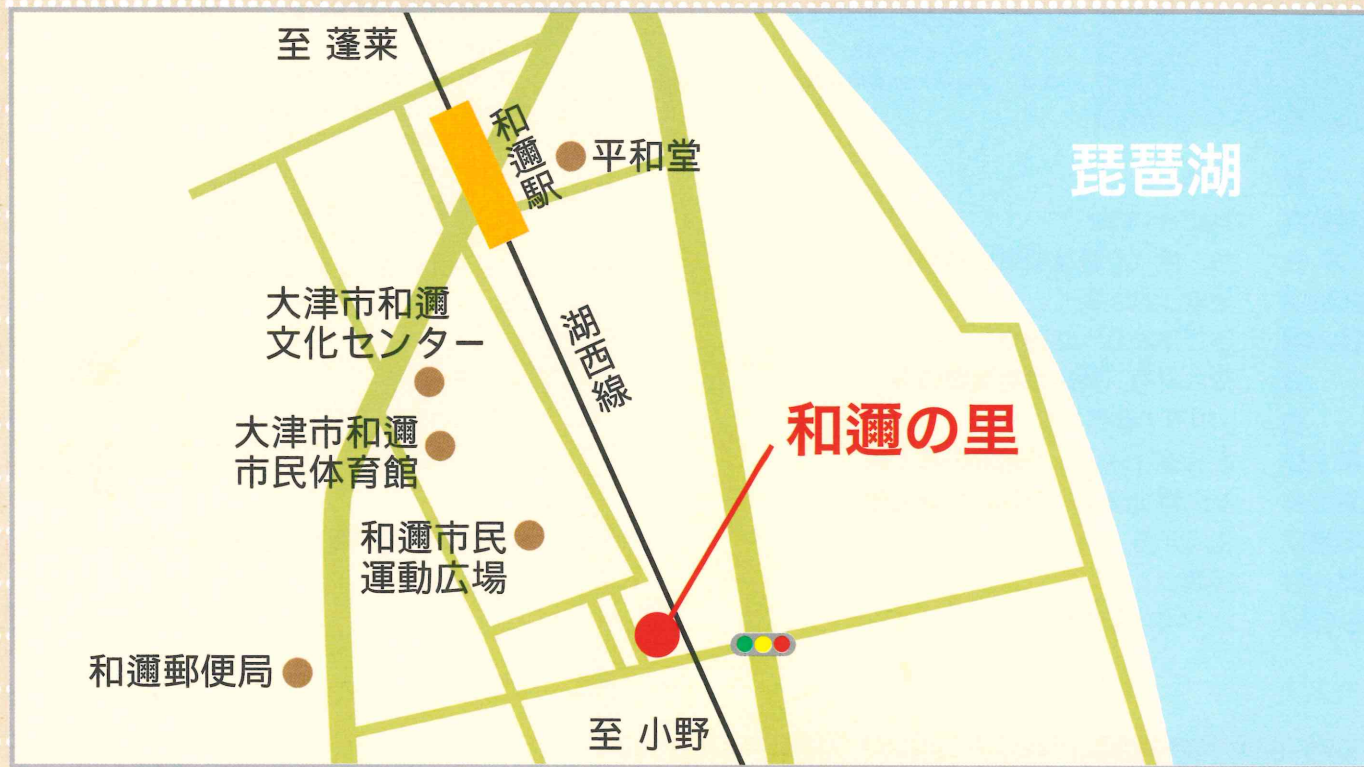 至 蓬莱
和邇駅
平和堂
琵琶湖
大津市和邇
文化センター
湖西線
大津市和邇
市民体育館
和邇の里
和邇市民
運動広場
和邇郵便局
至 小野